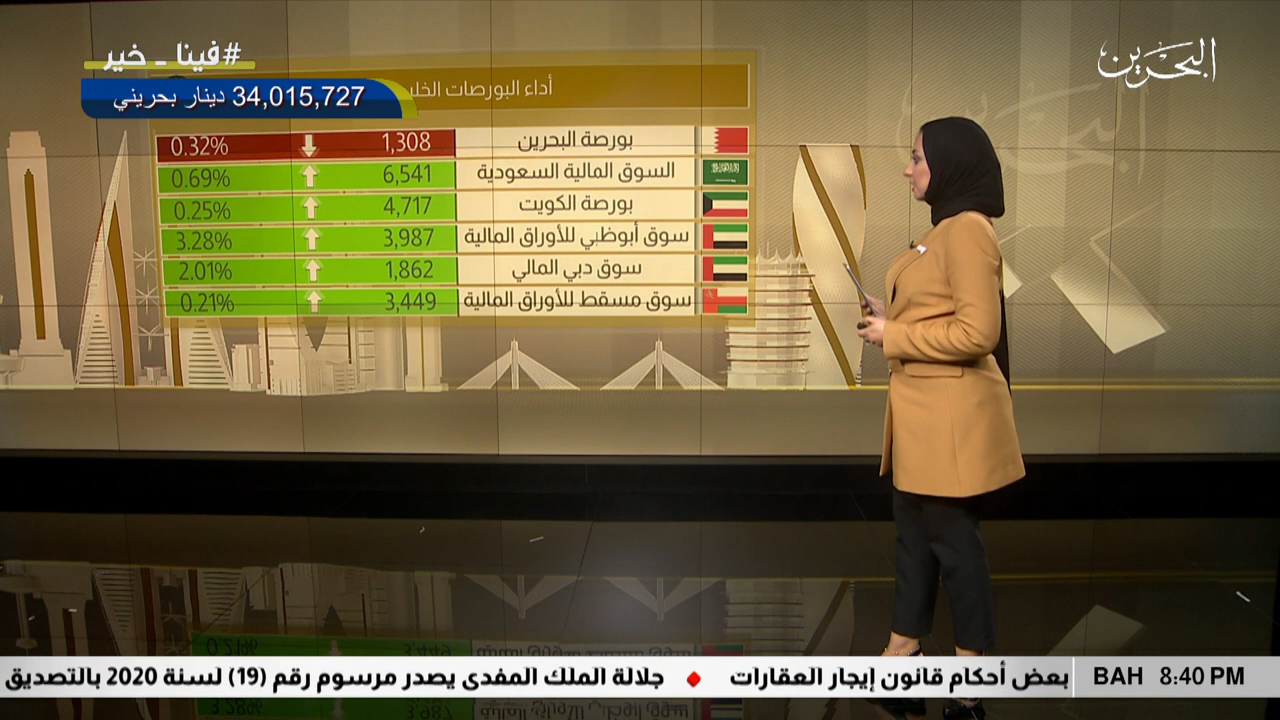 #فينا - خير
34,015,727 دينار بحريني
البحرين
أداء البورصات
بورصة البحرين 1,308 0.32%
السوق المالية السعودية 6,541 0.69%
بورصة الكويت 4,717 0.25%
سوق أبوظبي للأوراق المالية 3,987 3.28%
سوق دبي المالي 1,862 2.01%
سوق مسقط للأوراق المالية 3,449 0.21%
BAH 8:40 PM
بعض أحكام قانون إيجار العقارات
جلالة الملك المفدى يصدر مرسوم رقم (19) لسنة 2020 بالتصديق